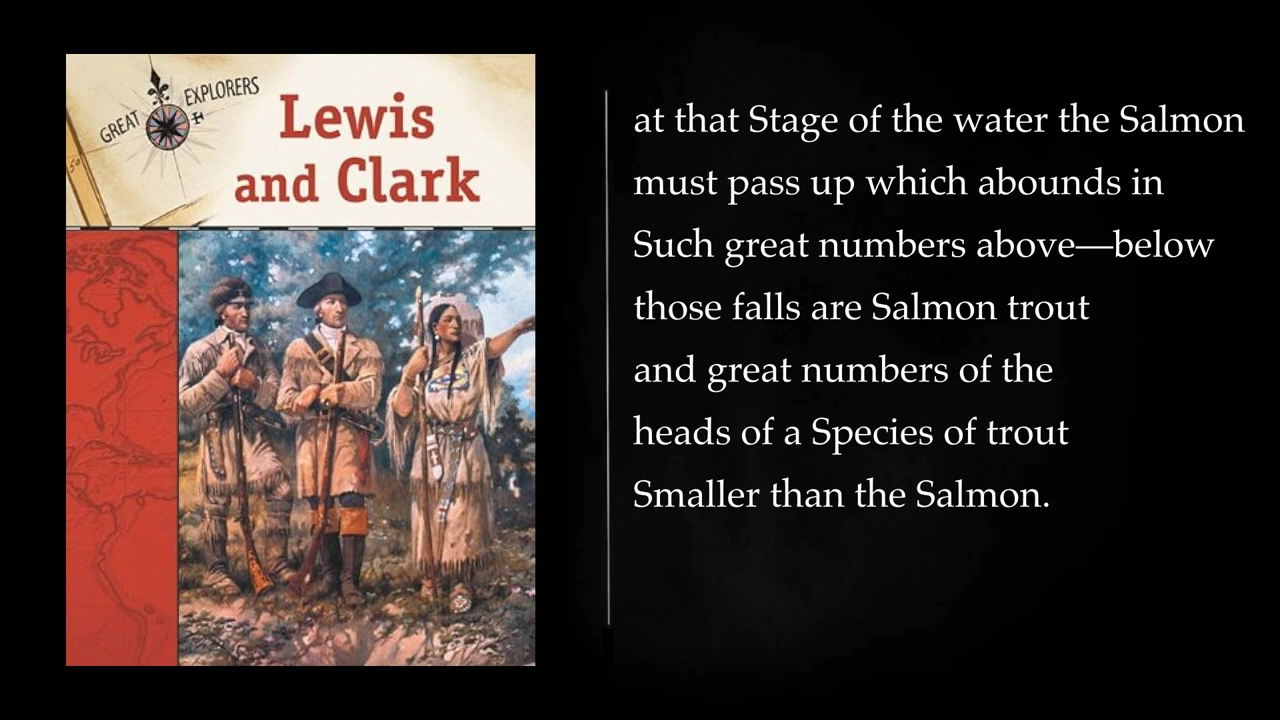 GREAT EXPLORERS
Lewis
and Clark
at that Stage of the water the Salmon
must pass up which abounds in
Such great numbers above—below
those falls are Salmon trout
and great numbers of the
heads of a Species of trout
Smaller than the Salmon.